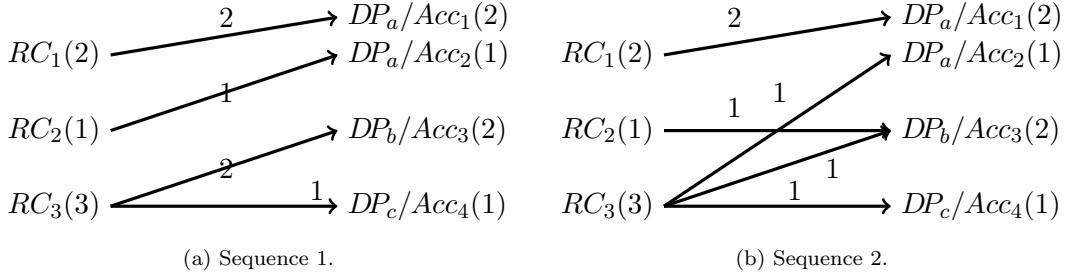 2
$DP_a/Acc_1(2)$
$RC_1(2)$
$DP_a/Acc_2(1)$
1
$RC_2(1)$
$DP_b/Acc_3(2)$
2
1
$RC_3(3)$
$DP_c/Acc_4(1)$
(a) Sequence 1.
2
$DP_a/Acc_1(2)$
$RC_1(2)$
$DP_a/Acc_2(1)$
1
1
$RC_2(1)$
$DP_b/Acc_3(2)$
1
1
$RC_3(3)$
$DP_c/Acc_4(1)$
(b) Sequence 2.